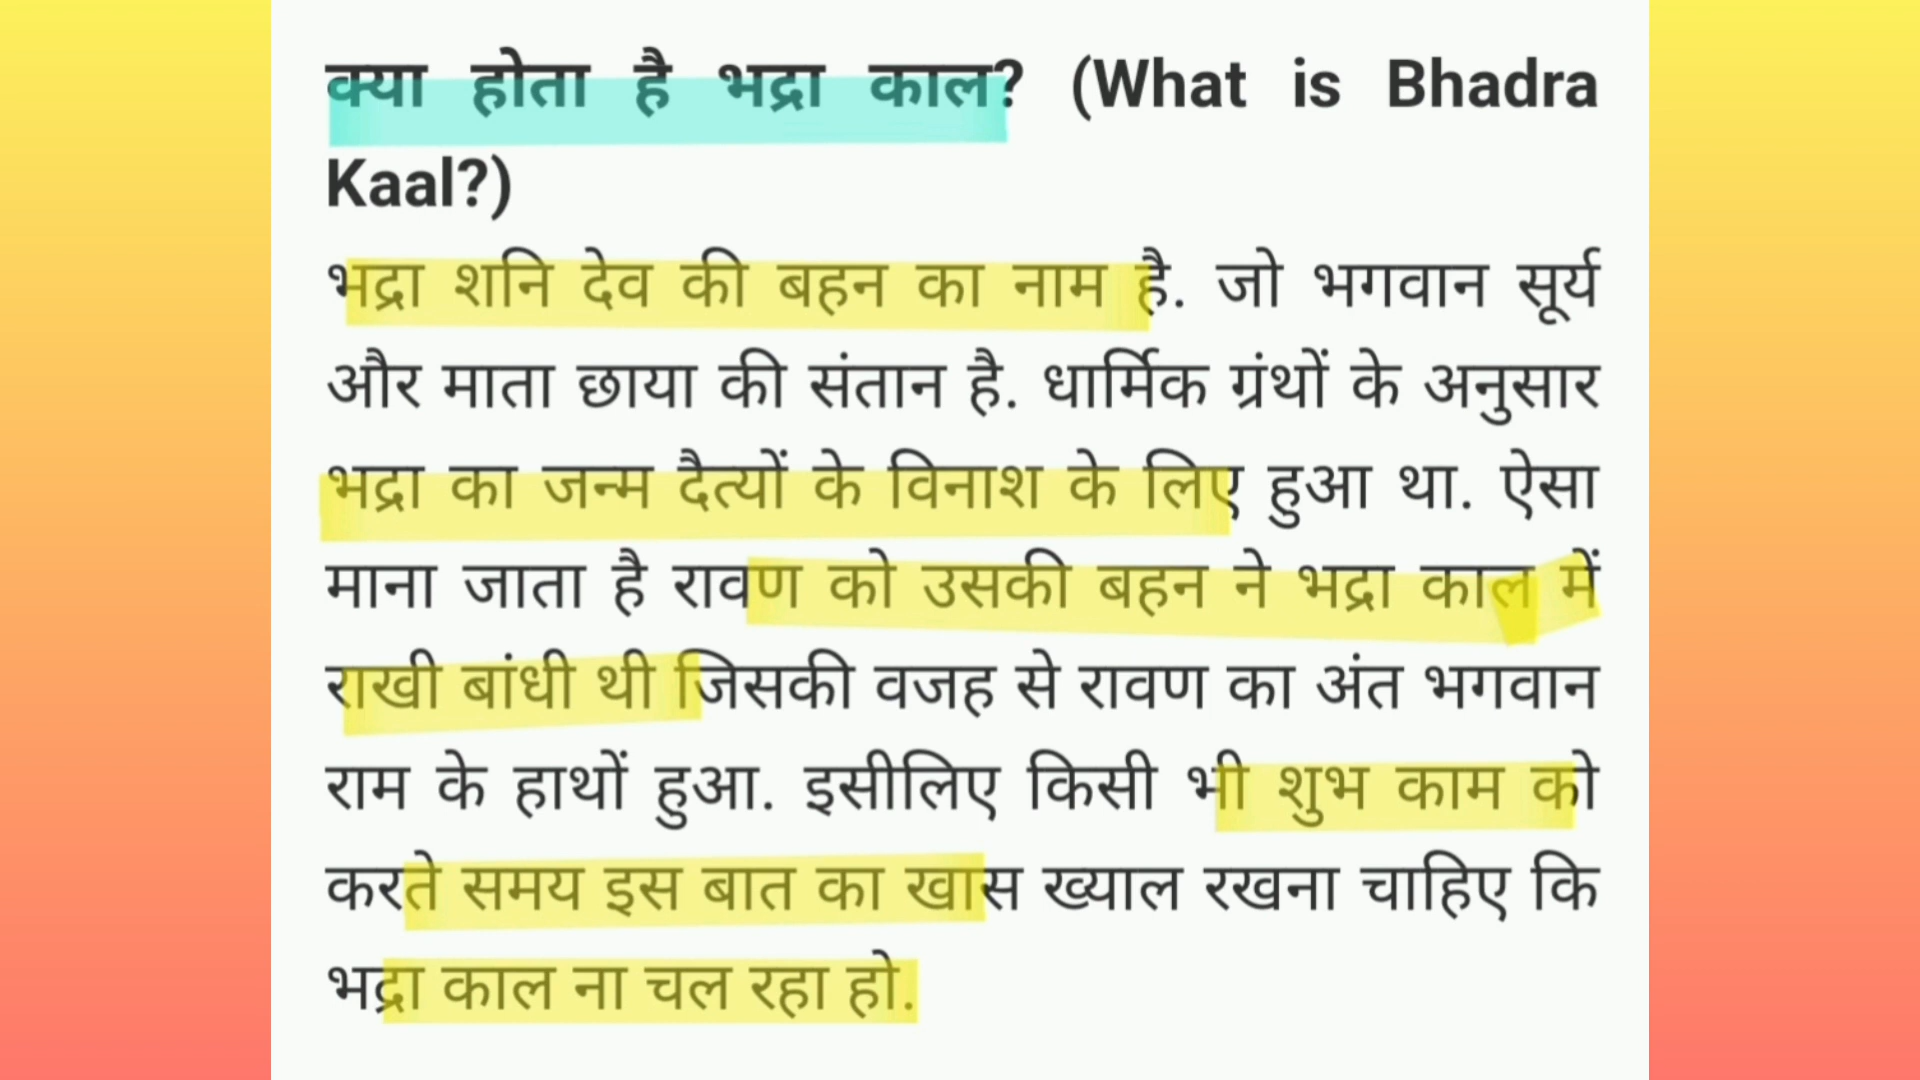 क्या होता है भद्रा काल? (What is Bhadra
Kaal?)
भद्रा शनि देव की बहन का नाम है. जो भगवान सूर्य
और माता छाया की संतान है. धार्मिक ग्रंथों के अनुसार
भद्रा का जन्म दैत्यों के विनाश के लिए हुआ था. ऐसा
माना जाता है रावण को उसकी बहन ने भद्रा काल में
राखी बांधी थी जिसकी वजह से रावण का अंत भगवान
राम के हाथों हुआ. इसीलिए किसी भी शुभ काम को
करते समय इस बात का खास ख्याल रखना चाहिए कि
भद्रा काल ना चल रहा हो.